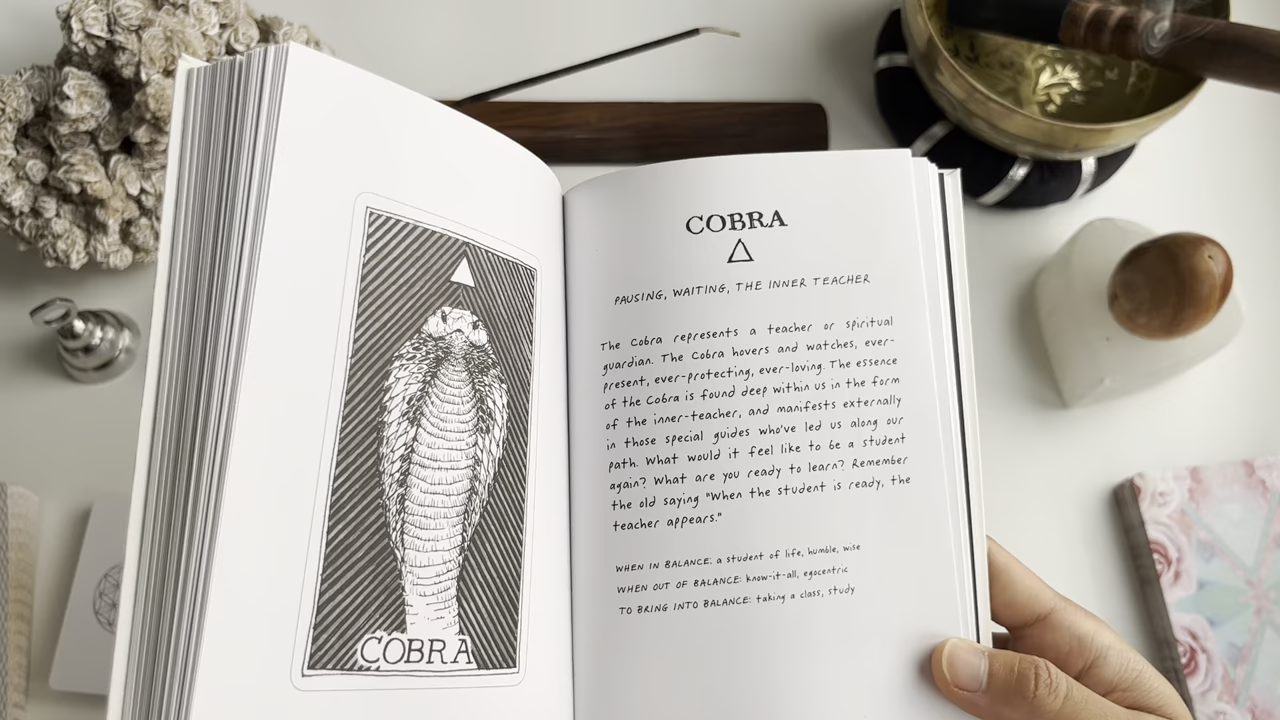 COBRA
COBRA
PAUSING, WAITING, THE INNER TEACHER
The Cobra represents a teacher or spiritual
guardian. The Cobra hovers and watches, ever-
present, ever-protecting, ever-loving. The essence
of the Cobra is found deep within us in the form
of the inner-teacher, and manifests externally
in those special guides who've led us along our
path. What would it feel like to be a student
again? What are you ready to learn? Remember
the old saying "When the student is ready, the
teacher appears."
WHEN IN BALANCE: a student of life, humble, wise
WHEN OUT OF BALANCE: know-it-all, egocentric
TO BRING INTO BALANCE: taking a class, study